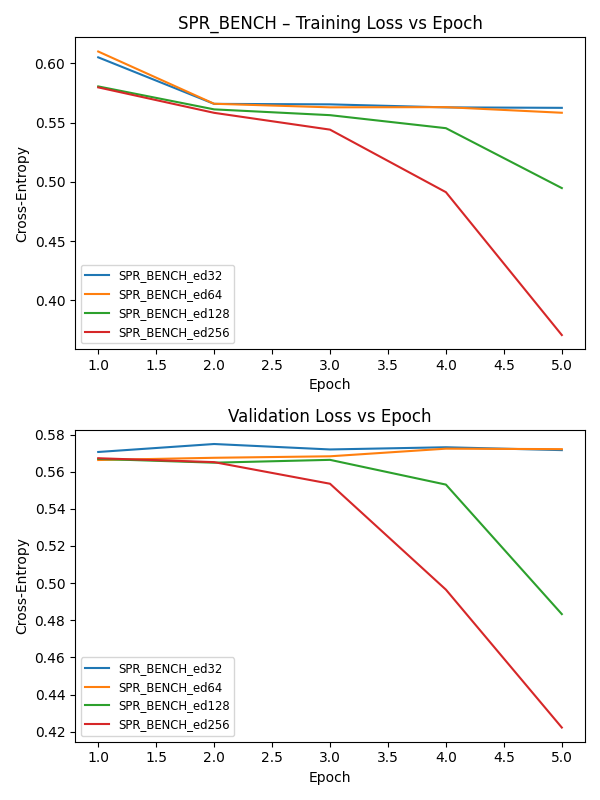 SPR_BENCH – Training Loss vs Epoch
Cross-Entropy
0.60
0.55
0.50
0.45
0.40
SPR_BENCH_ed32
SPR_BENCH_ed64
SPR_BENCH_ed128
SPR_BENCH_ed256
1.0 1.5 2.0 2.5 3.0 3.5 4.0 4.5 5.0
Epoch
Validation Loss vs Epoch
Cross-Entropy
0.58
0.56
0.54
0.52
0.50
0.48
0.46
0.44
0.42
SPR_BENCH_ed32
SPR_BENCH_ed64
SPR_BENCH_ed128
SPR_BENCH_ed256
1.0 1.5 2.0 2.5 3.0 3.5 4.0 4.5 5.0
Epoch